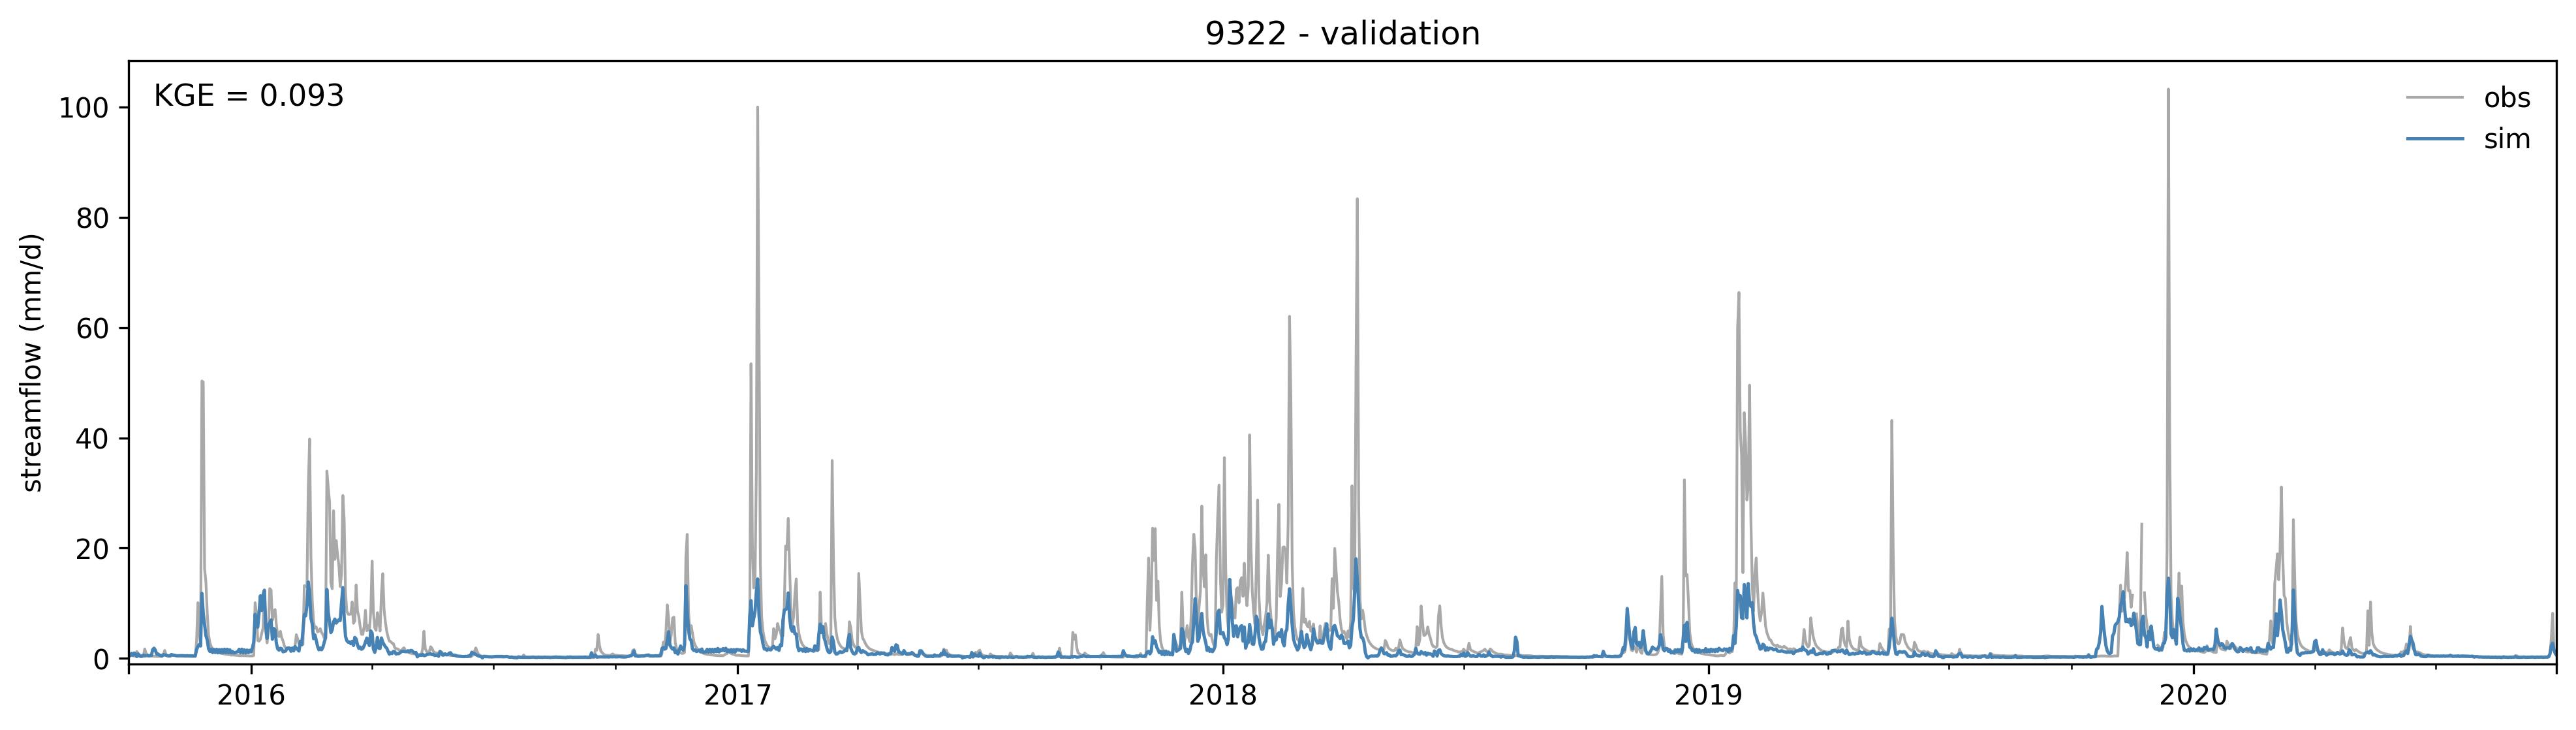 9322 - validation
KGE = 0.093
obs
sim
streamflow (mm/d)
100
80
60
40
20
0
2016
2017
2018
2019
2020